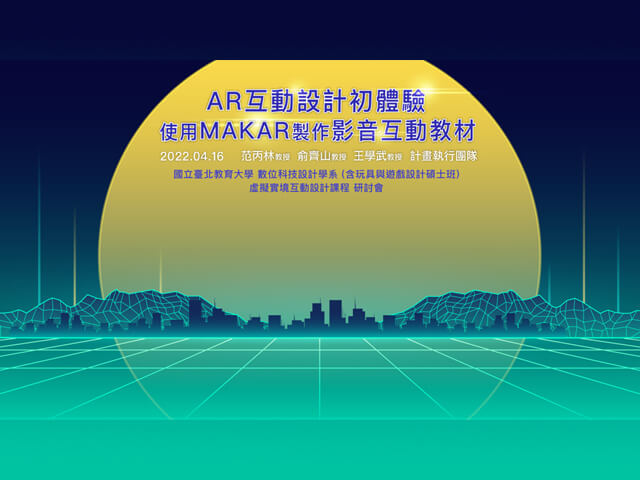 AR互動設計初體驗
使用MAKAR製作影音互動教材
2022.04.16 范丙林教授 俞齊山教授 王學武教授 計畫執行團隊
國立臺北教育大學 數位科技設計學系 (含玩具與遊戲設計碩士班)
虛擬實境互動設計課程 研討會